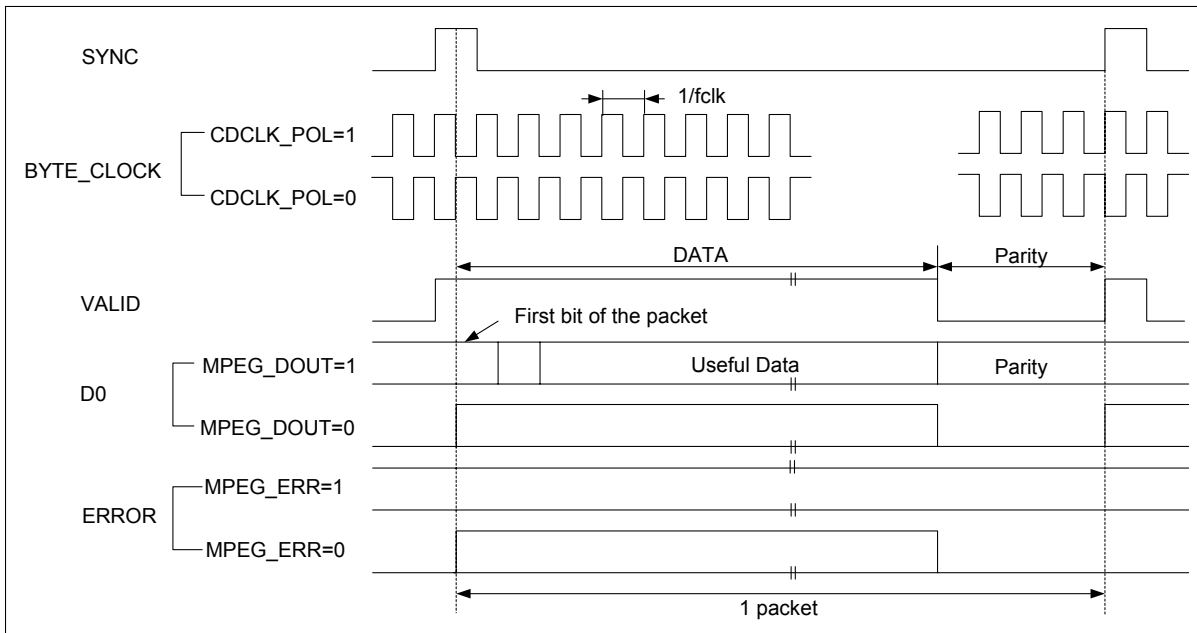 SYNC
1/fclk
CDCLK_POL=1
BYTE_CLOCK
CDCLK_POL=0
DATA
Parity
VALID
First bit of the packet
MPEG_DOUT=1
Useful Data
Parity
D0
MPEG_DOUT=0
MPEG_ERR=1
ERROR
MPEG_ERR=0
1 packet